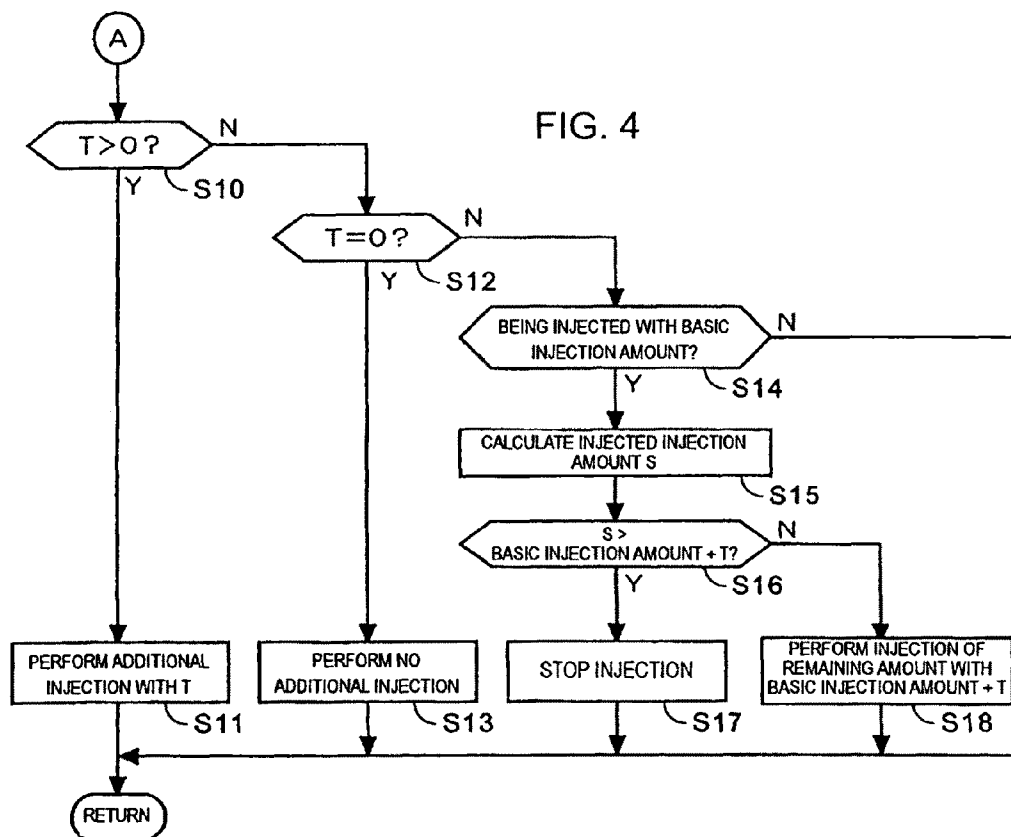 A
FIG. 4
T>0?
N
Y
S10
T=0?
N
Y
S12
BEING INJECTED WITH BASIC
INJECTION AMOUNT?
N
Y
S14
CALCULATE INJECTED INJECTION
AMOUNT S
S15
S >
BASIC INJECTION AMOUNT + T?
N
Y
S16
PERFORM ADDITIONAL
INJECTION WITH T
S11
PERFORM NO
ADDITIONAL INJECTION
S13
STOP INJECTION
S17
PERFORM INJECTION OF
REMAINING AMOUNT WITH
BASIC INJECTION AMOUNT + T
S18
RETURN